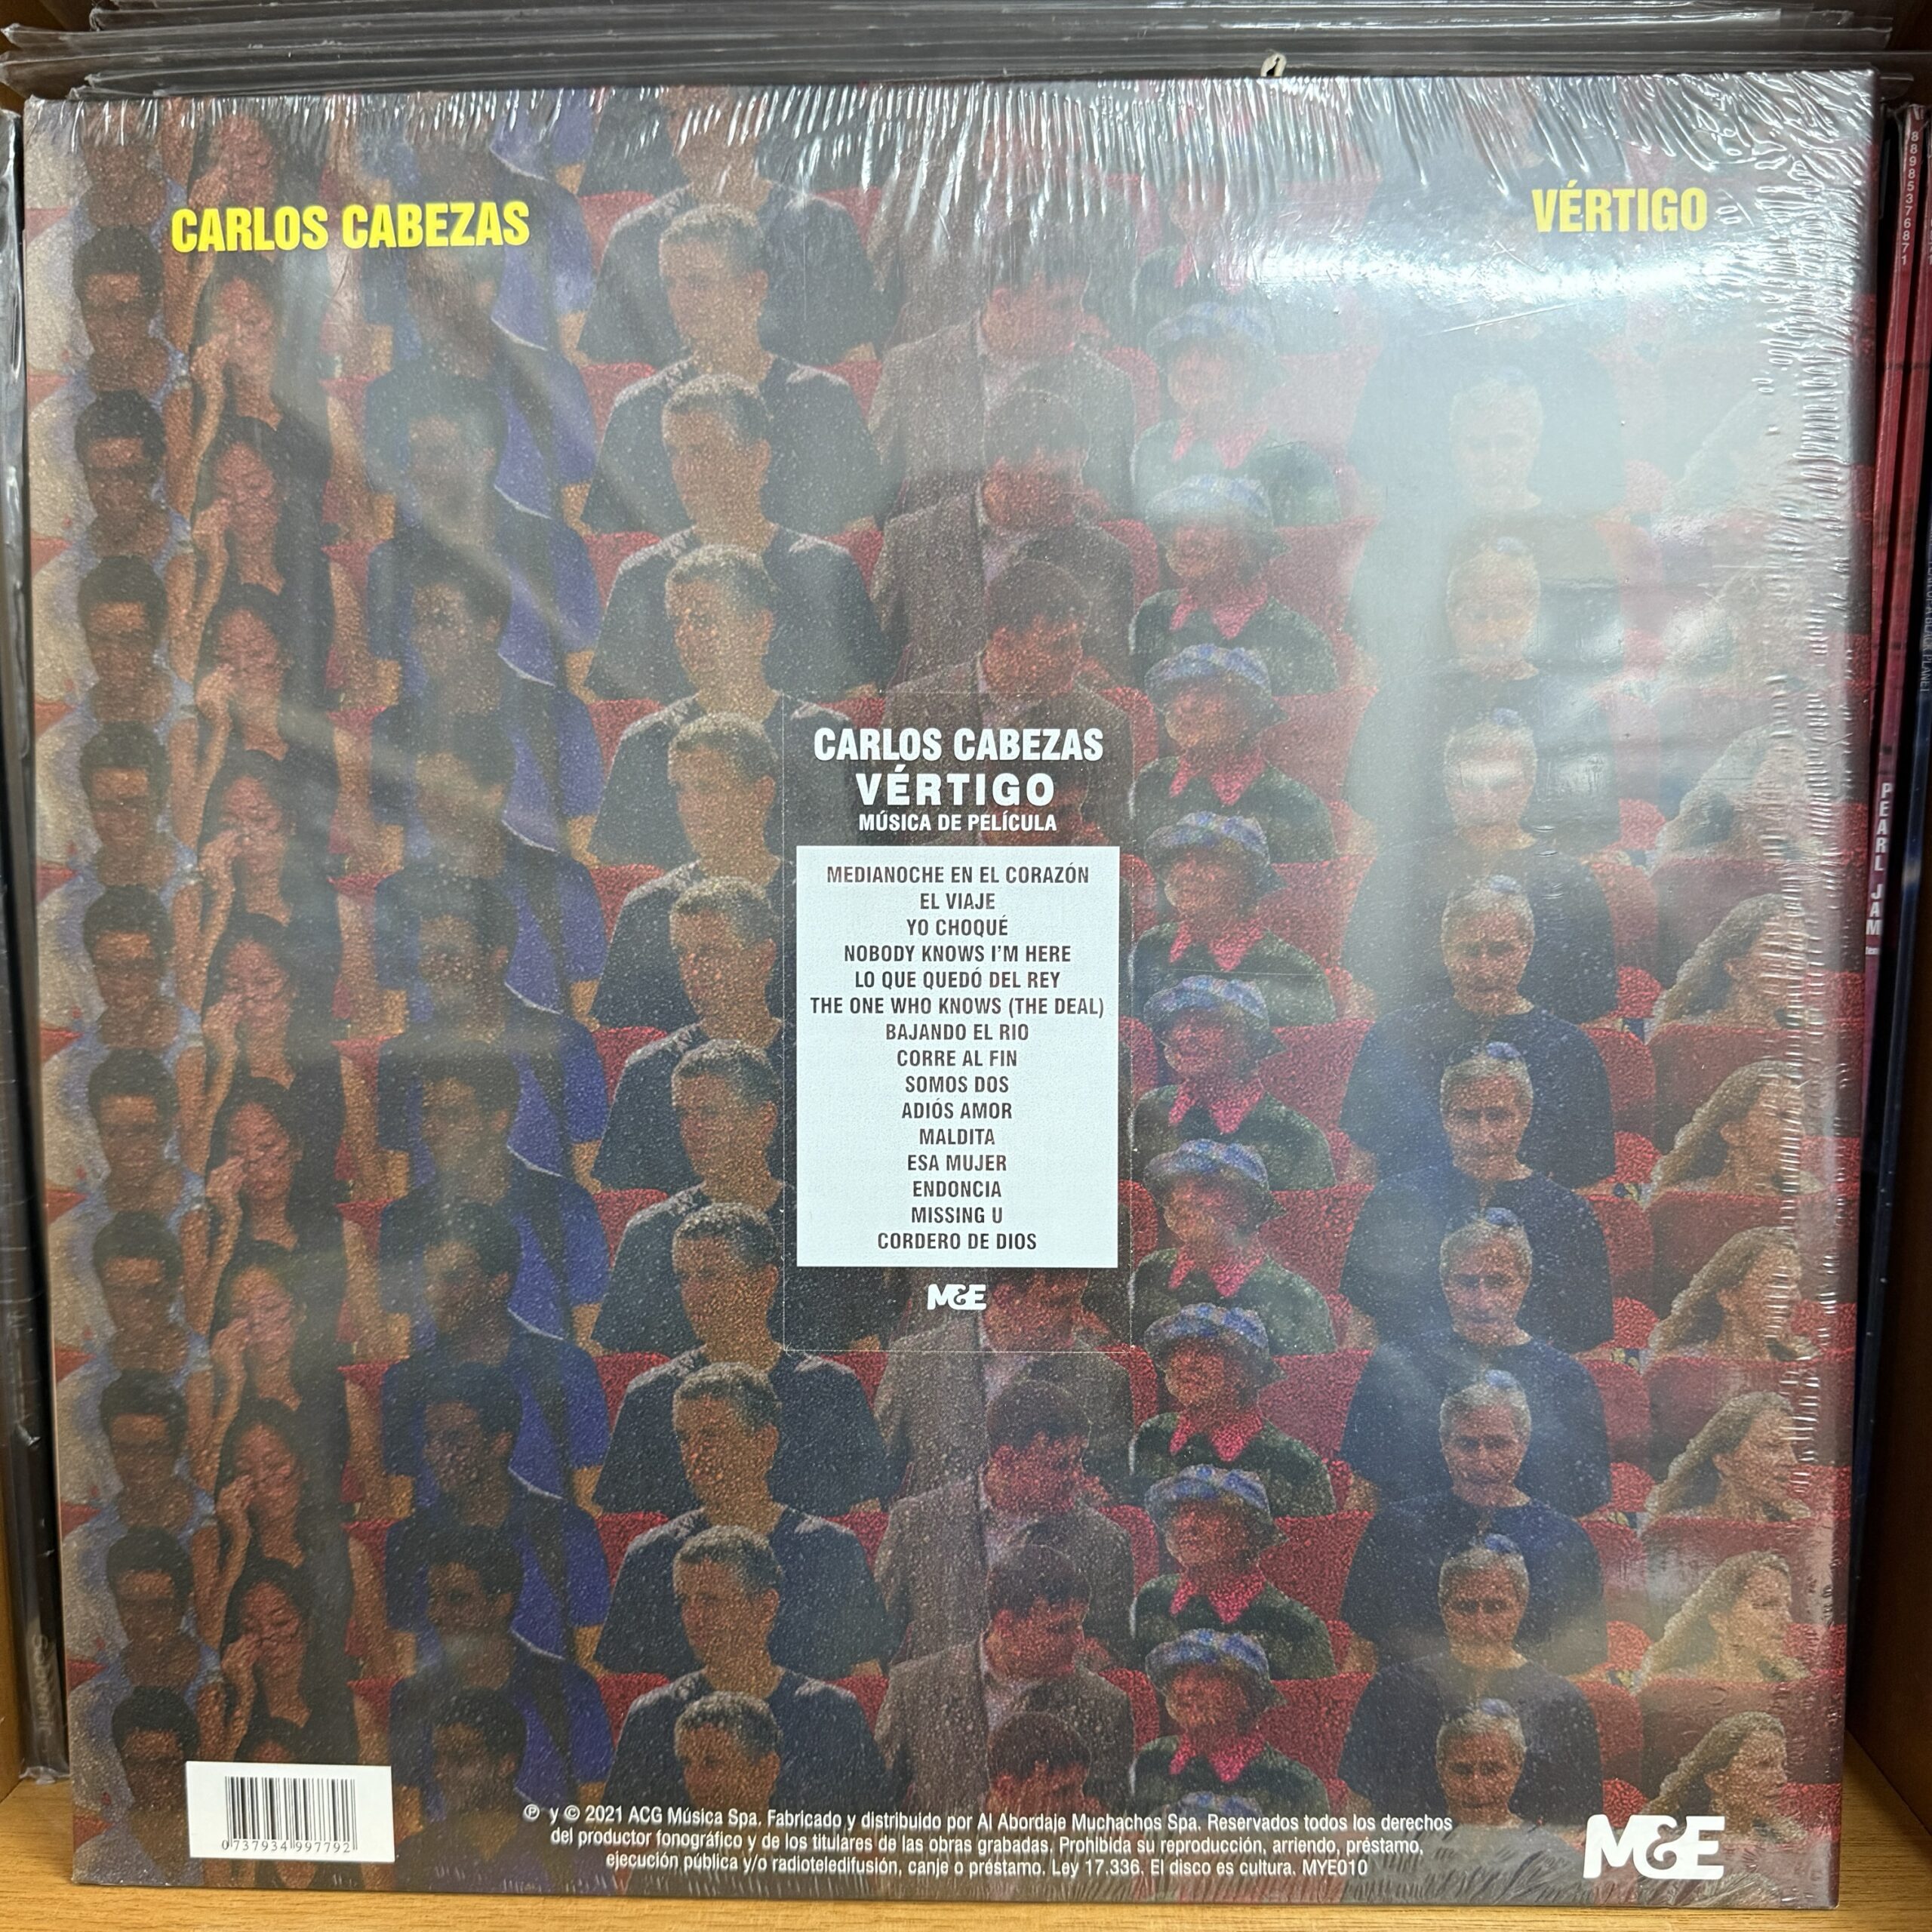 CARLOS CABEZAS
VÉRTIGO
CARLOS CABEZAS
VÉRTIGO
MÚSICA DE PELÍCULA
MEDIANOCHE EN EL CORAZÓN
EL VIAJE
YO CHOQUÉ
NOBODY KNOWS I'M HERE
LO QUE QUEDÓ DEL REY
THE ONE WHO KNOWS (THE DEAL)
BAJANDO EL RIO
CORRE AL FIN
SOMOS DOS
ADIÓS AMOR
MALDITA
ESA MUJER
ENDONCIA
MISSING U
CORDERO DE DIOS
M&E
0 737934 997792
℗ y © 2021 ACG Música Spa. Fabricado y distribuido por Al Abordaje Muchachos Spa. Reservados todos los derechos
del productor fonográfico y de los titulares de las obras grabadas. Prohibida su reproducción, arriendo, préstamo,
ejecución pública y/o radioteledifusión, canje o préstamo. Ley 17.336. El disco es cultura. MYE010
M&E
88985376871
PEARL JAM